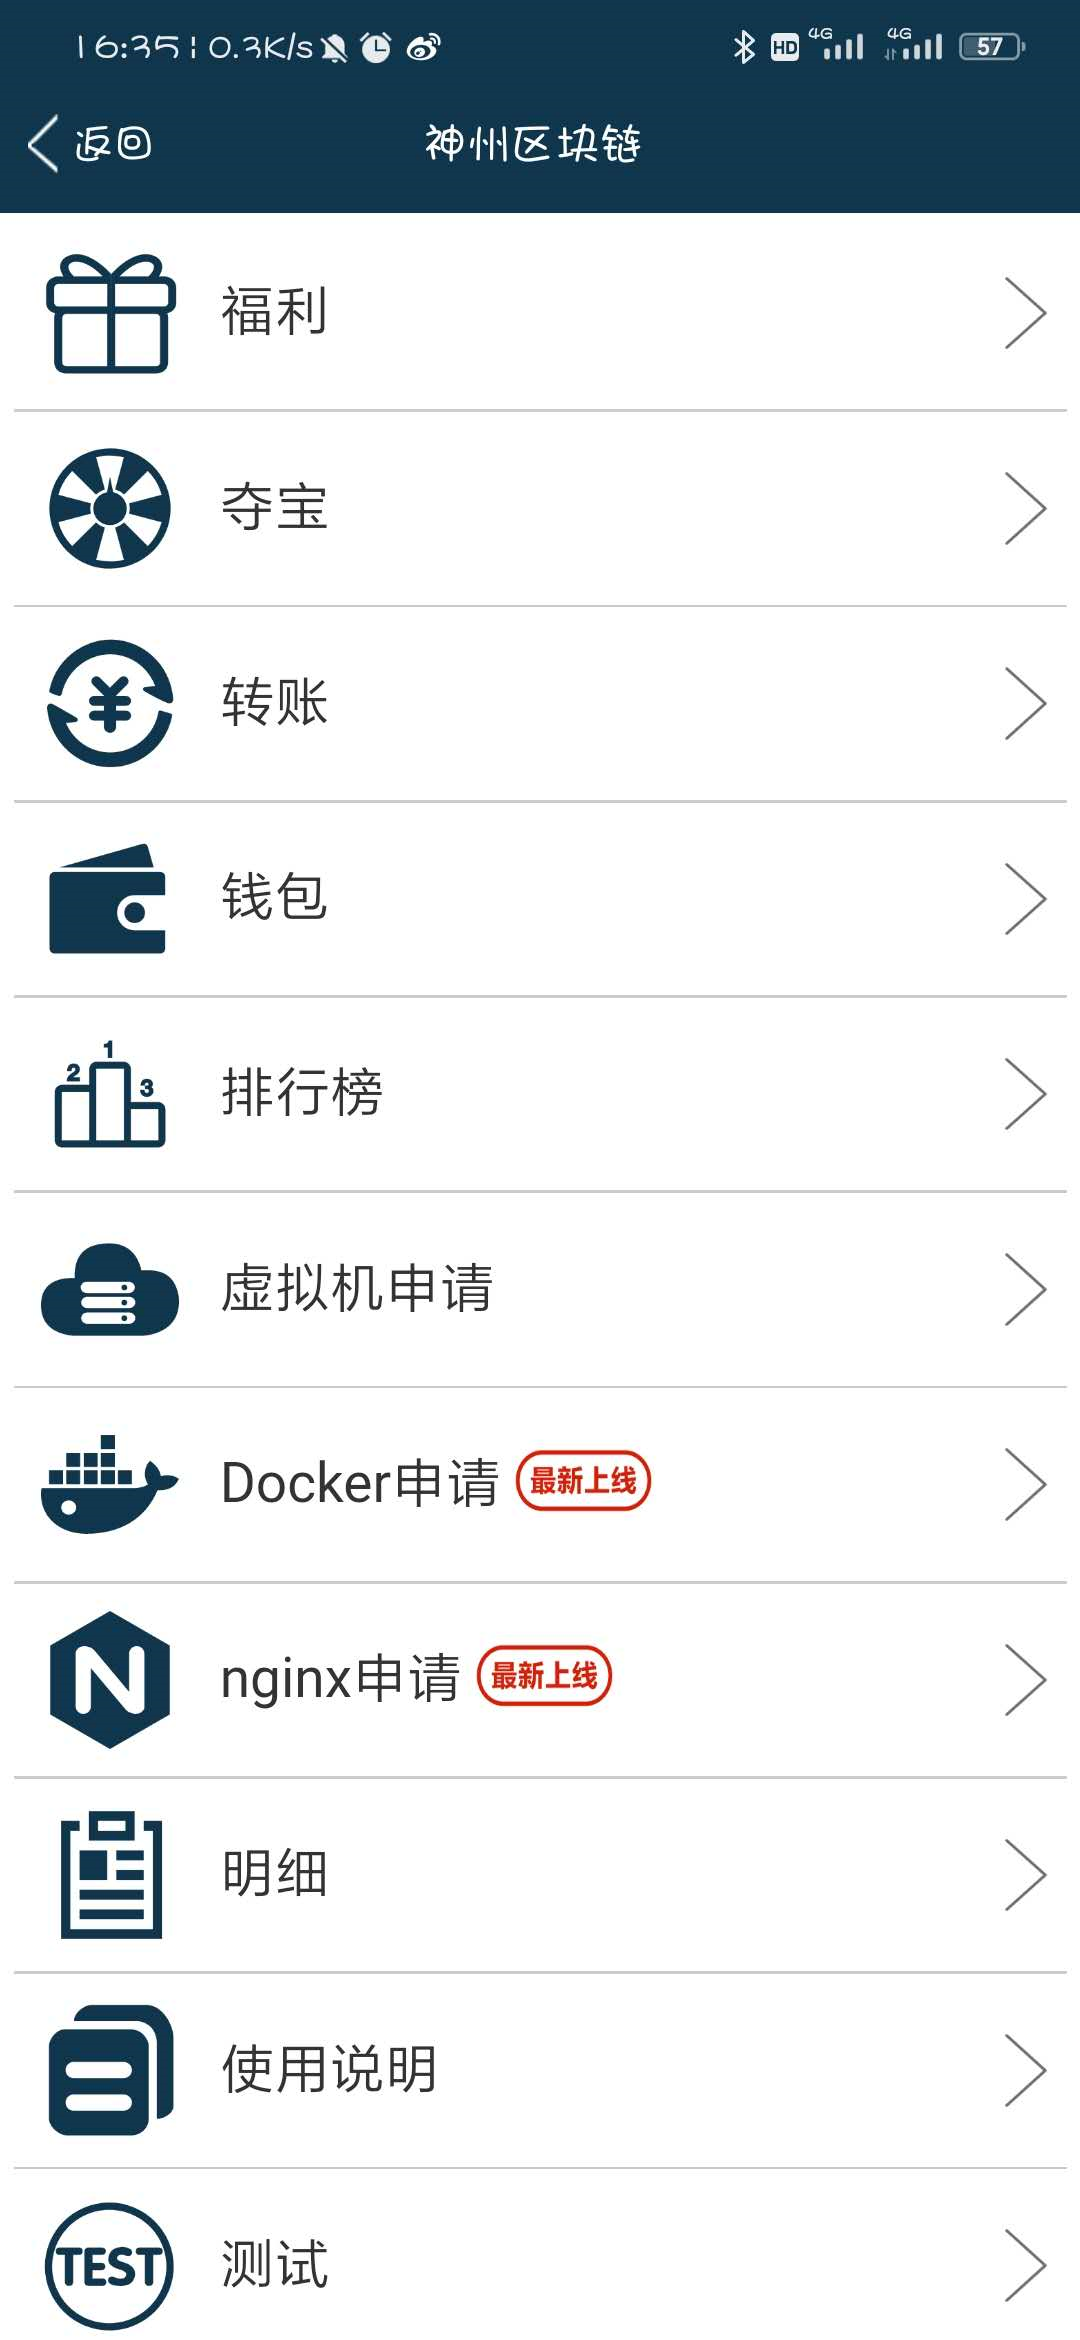 16:35 | 0.3K/s HD 4G 4G 57
返回 神州区块链
福利
夺宝
¥ 转账
钱包
1
2
3
排行榜
虚拟机申请
Docker申请 最新上线
N nginx申请 最新上线
明细
使用说明
TEST 测试